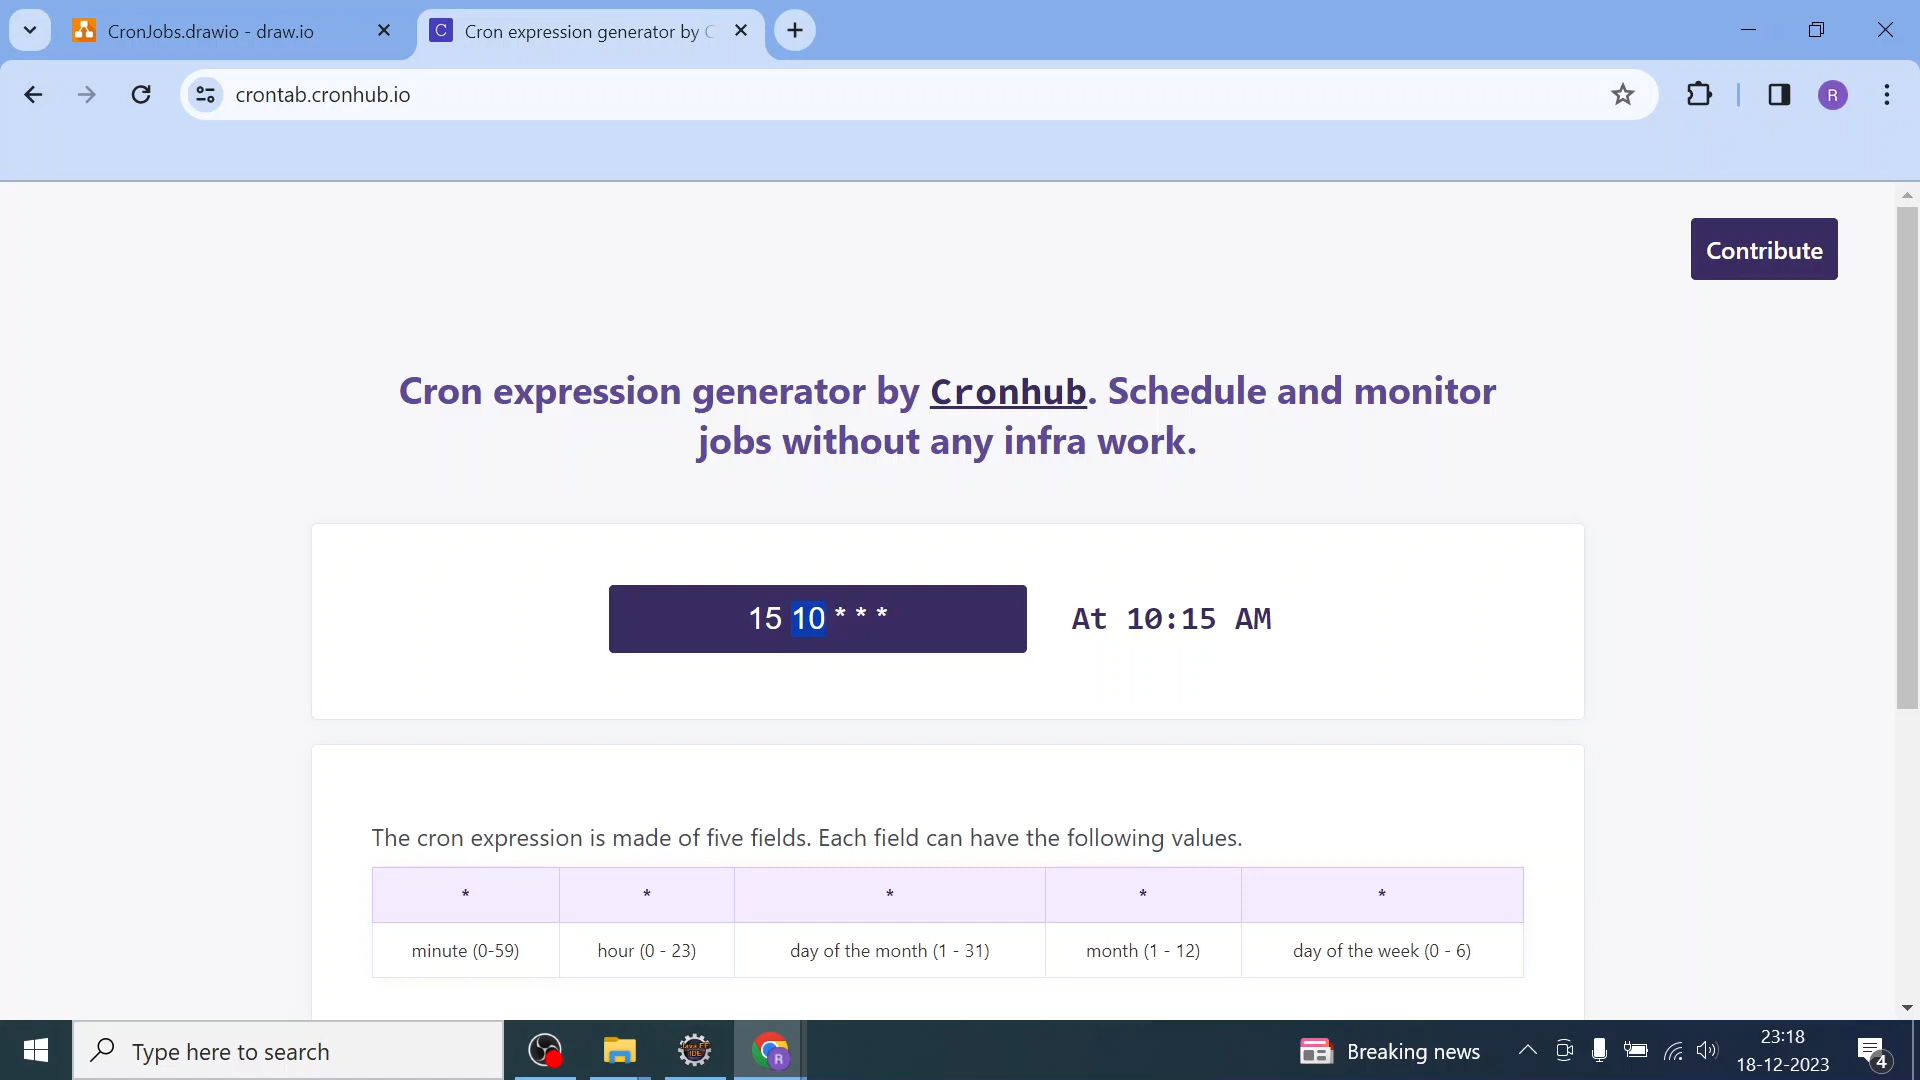 CronJobs.drawio - draw.io
C
Cron expression generator by C
crontab.cronhub.io
R
Contribute
Cron expression generator by Cronhub. Schedule and monitor
jobs without any infra work.
15 10 * * *
At 10:15 AM
The cron expression is made of five fields. Each field can have the following values.
* * * * *
minute (0-59) hour (0 - 23) day of the month (1 - 31) month (1 - 12) day of the week (0 - 6)
Type here to search
Java EE
IDE
R
Breaking news
23:18
18-12-2023
4